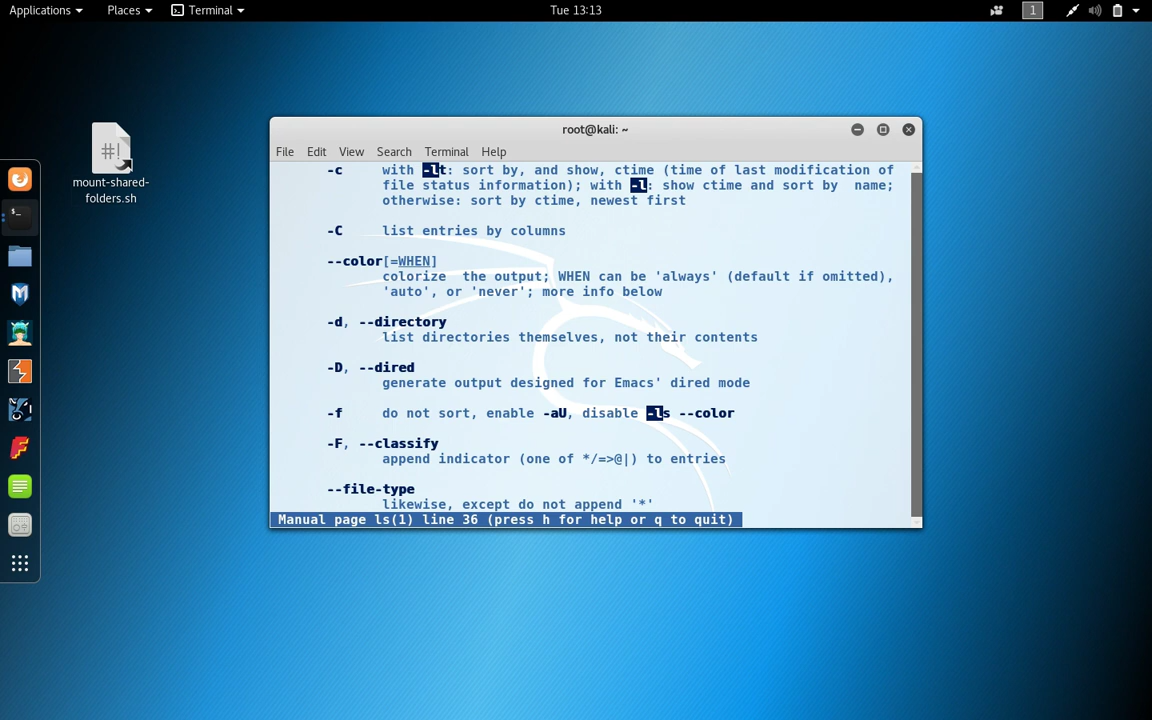 Applications Places Terminal Tue 13:13 1
#!
mount-shared-
folders.sh
root@kali: ~
File Edit View Search Terminal Help
-c with -lt: sort by, and show, ctime (time of last modification of
file status information); with -l: show ctime and sort by name;
otherwise: sort by ctime, newest first
-C list entries by columns
--color[=WHEN]
colorize the output; WHEN can be 'always' (default if omitted),
'auto', or 'never'; more info below
-d, --directory
list directories themselves, not their contents
-D, --dired
generate output designed for Emacs' dired mode
-f do not sort, enable -aU, disable -ls --color
-F, --classify
append indicator (one of */=>@|) to entries
--file-type
likewise, except do not append '*'
Manual page ls(1) line 36 (press h for help or q to quit)